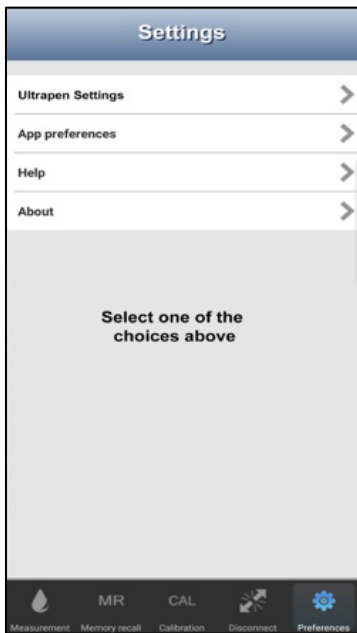 Settings
Ultrapen Settings
App preferences
Help
About
Select one of the
choices above
MR CAL
Measurement Memory recall Calibration Disconnect Preferences